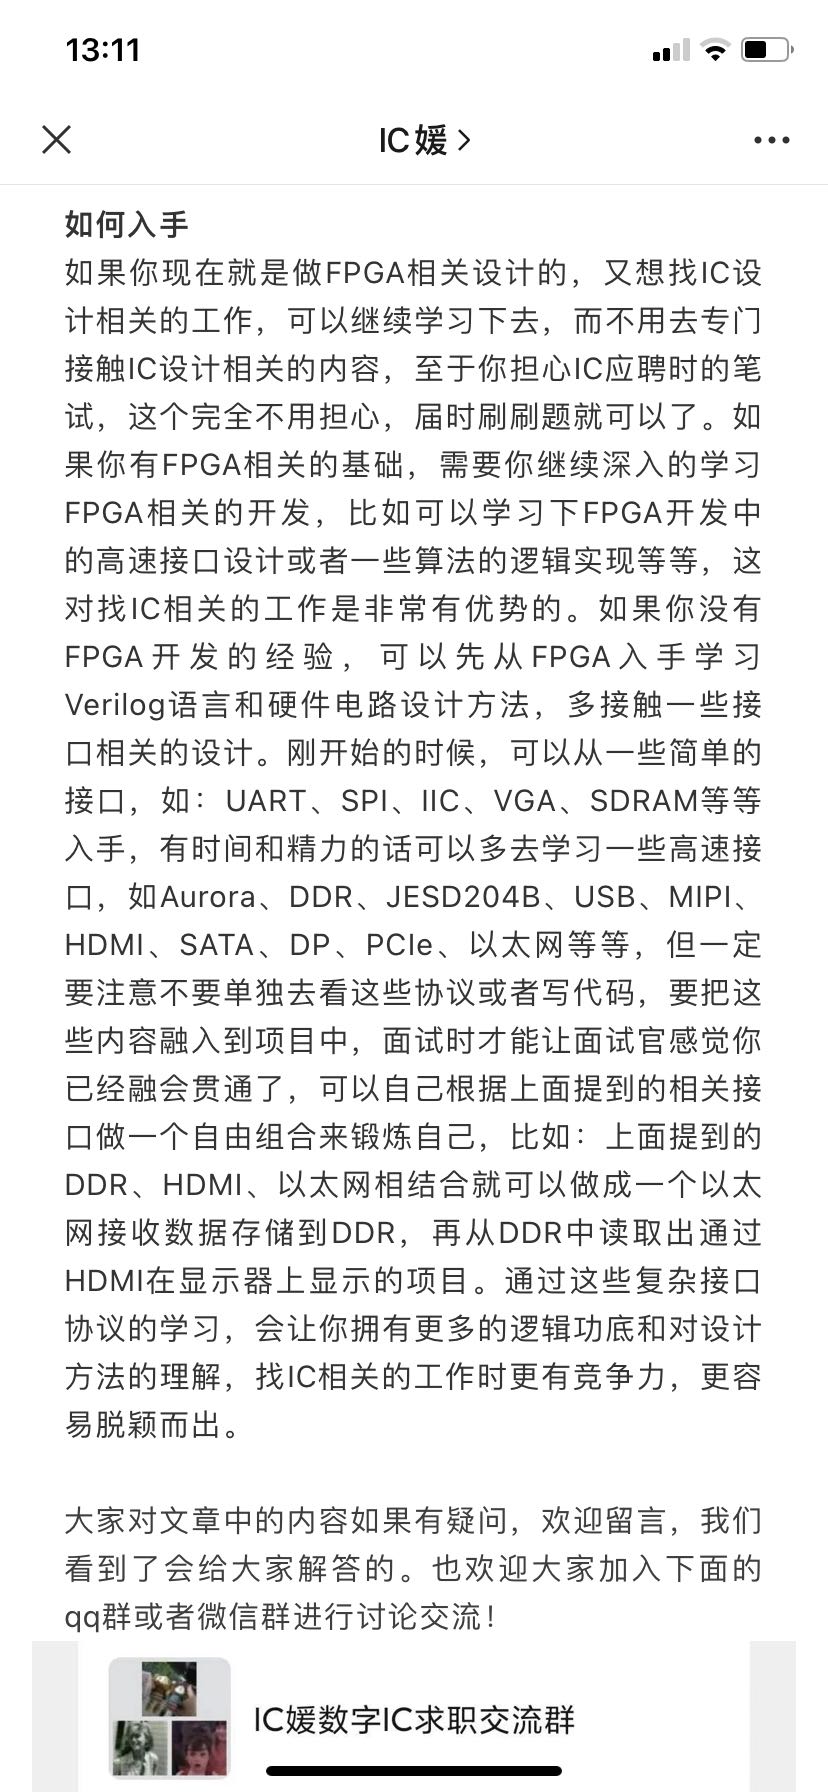 13:11
IC媛
如何入手
如果你现在就是做FPGA相关设计的，又想找IC设
计相关的工作，可以继续学习下去，而不用去专门
接触IC设计相关的内容，至于你担心IC应聘时的笔
试，这个完全不用担心，届时刷刷题就可以了。如
果你有FPGA相关的基础，需要你继续深入的学习
FPGA相关的开发，比如可以学习下FPGA开发中
的高速接口设计或者一些算法的逻辑实现等等，这
对找IC相关的工作是非常有优势的。如果你没有
FPGA开发的经验，可以先从FPGA入手学习
Verilog语言和硬件电路设计方法，多接触一些接
口相关的设计。刚开始的时候，可以从一些简单的
接口，如：UART、SPI、IIC、VGA、SDRAM等等
入手，有时间和精力的话可以多去学习一些高速接
口，如Aurora、DDR、JESD204B、USB、MIPI、
HDMI、SATA、DP、PCIe、以太网等等，但一定
要注意不要单独去看这些协议或者写代码，要把这
些内容融入到项目中，面试时才能让面试官感觉你
已经融会贯通了，可以自己根据上面提到的相关接
口做一个自由组合来锻炼自己，比如：上面提到的
DDR、HDMI、以太网相结合就可以做成一个以太
网接收数据存储到DDR，再从DDR中读取出通过
HDMI在显示器上显示的项目。通过这些复杂接口
协议的学习，会让你拥有更多的逻辑功底和对设计
方法的理解，找IC相关的工作时更有竞争力，更容
易脱颖而出。
大家对文章中的内容如果有疑问，欢迎留言，我们
看到了会给大家解答的。也欢迎大家加入下面的
qq群或者微信群进行讨论交流！
IC媛数字IC求职交流群